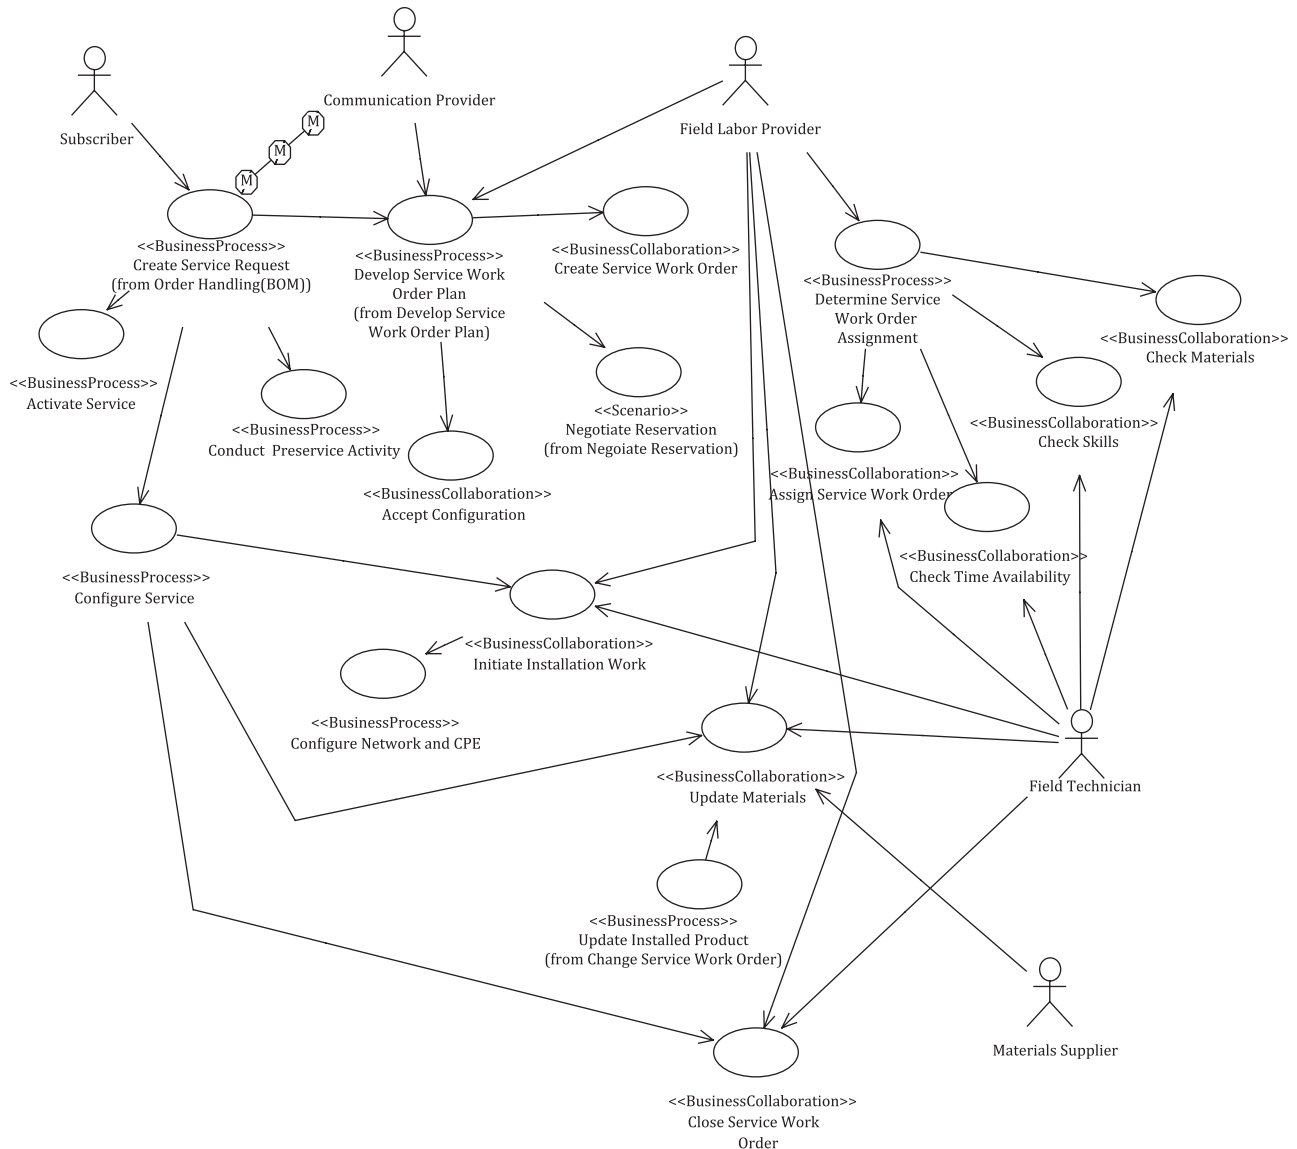 Communication Provider
Subscriber
Field Labor Provider
M
M
M
<<BusinessProcess>>
Create Service Request
(from Order Handling(BOM))
<<BusinessProcess>>
Develop Service Work
Order Plan
(from Develop Service
Work Order Plan)
<<BusinessCollaboration>>
Create Service Work Order
<<BusinessProcess>>
Determine Service
Work Order
Assignment
<<BusinessCollaboration>>
Check Materials
<<BusinessProcess>>
Activate Service
<<BusinessProcess>>
Conduct Preservice Activity
<<Scenario>>
Negotiate Reservation
(from Negoiate Reservation)
<<BusinessCollaboration>>
Check Skills
<<BusinessCollaboration>>
Assign Service Work Order
<<BusinessCollaboration>>
Accept Configuration
<<BusinessCollaboration>>
Check Time Availability
<<BusinessProcess>>
Configure Service
<<BusinessCollaboration>>
Initiate Installation Work
<<BusinessProcess>>
Configure Network and CPE
<<BusinessCollaboration>>
Update Materials
Field Technician
<<BusinessProcess>>
Update Installed Product
(from Change Service Work Order)
Materials Supplier
<<BusinessCollaboration>>
Close Service Work
Order